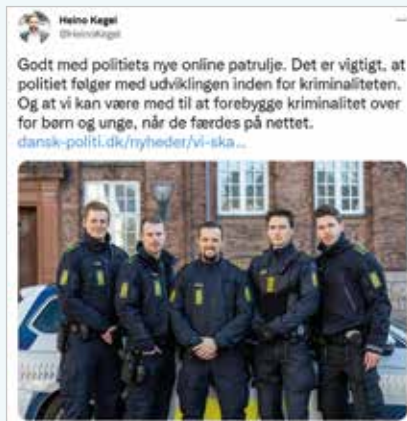 Heino Kegel
@HeinoKegel
Godt med politiets nye online patrulje. Det er vigtigt, at
politiet følger med udviklingen inden for kriminaliteten.
Og at vi kan være med til at forebygge kriminalitet over
for børn og unge, når de færdes på nettet.
dansk-politi.dk/nyheder/vi-ska...